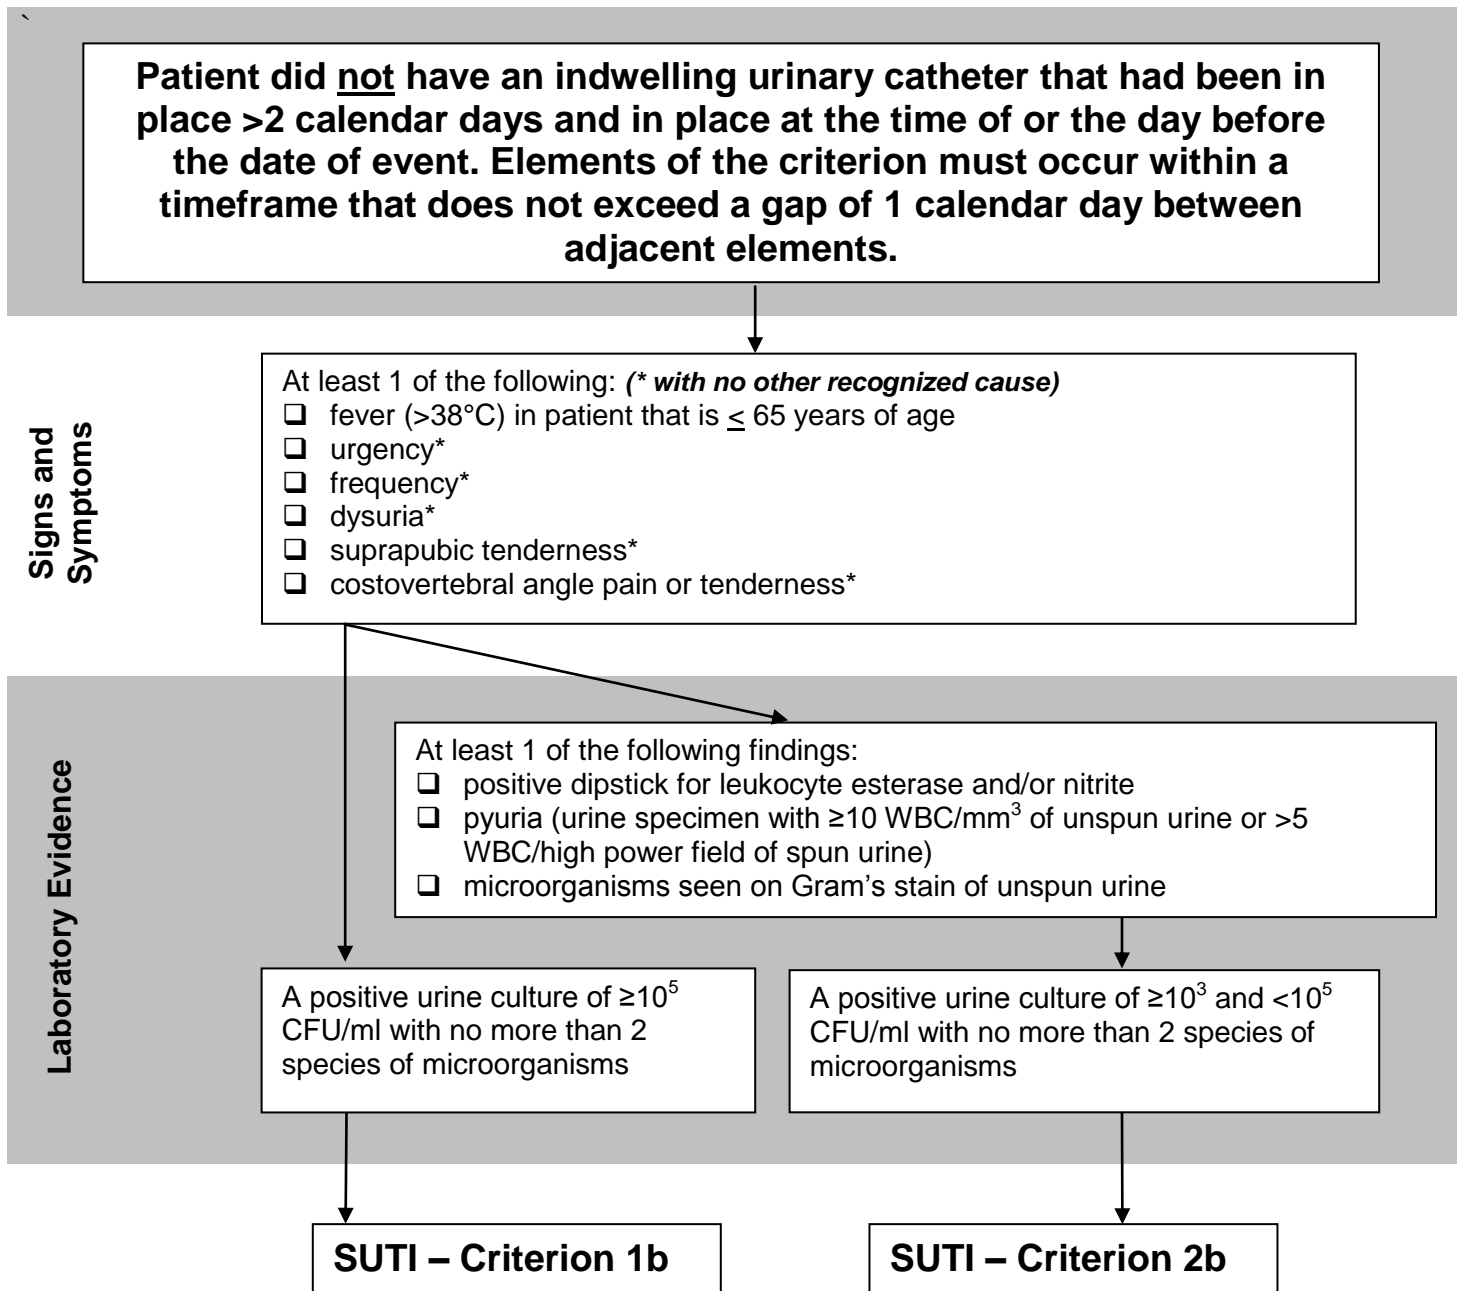 `
Patient did not have an indwelling urinary catheter that had been in
place >2 calendar days and in place at the time of or the day before
the date of event. Elements of the criterion must occur within a
timeframe that does not exceed a gap of 1 calendar day between
adjacent elements.
Signs and
Symptoms
At least 1 of the following: (* with no other recognized cause)
❑ fever (>38°C) in patient that is < 65 years of age
❑ urgency*
❑ frequency*
❑ dysuria*
❑ suprapubic tenderness*
❑ costovertebral angle pain or tenderness*
Laboratory Evidence
At least 1 of the following findings:
❑ positive dipstick for leukocyte esterase and/or nitrite
❑ pyuria (urine specimen with ≥10 WBC/mm³ of unspun urine or >5
WBC/high power field of spun urine)
❑ microorganisms seen on Gram’s stain of unspun urine
A positive urine culture of ≥10⁵
CFU/ml with no more than 2
species of microorganisms
A positive urine culture of ≥10³ and <10⁵
CFU/ml with no more than 2 species of
microorganisms
SUTI – Criterion 1b
SUTI – Criterion 2b